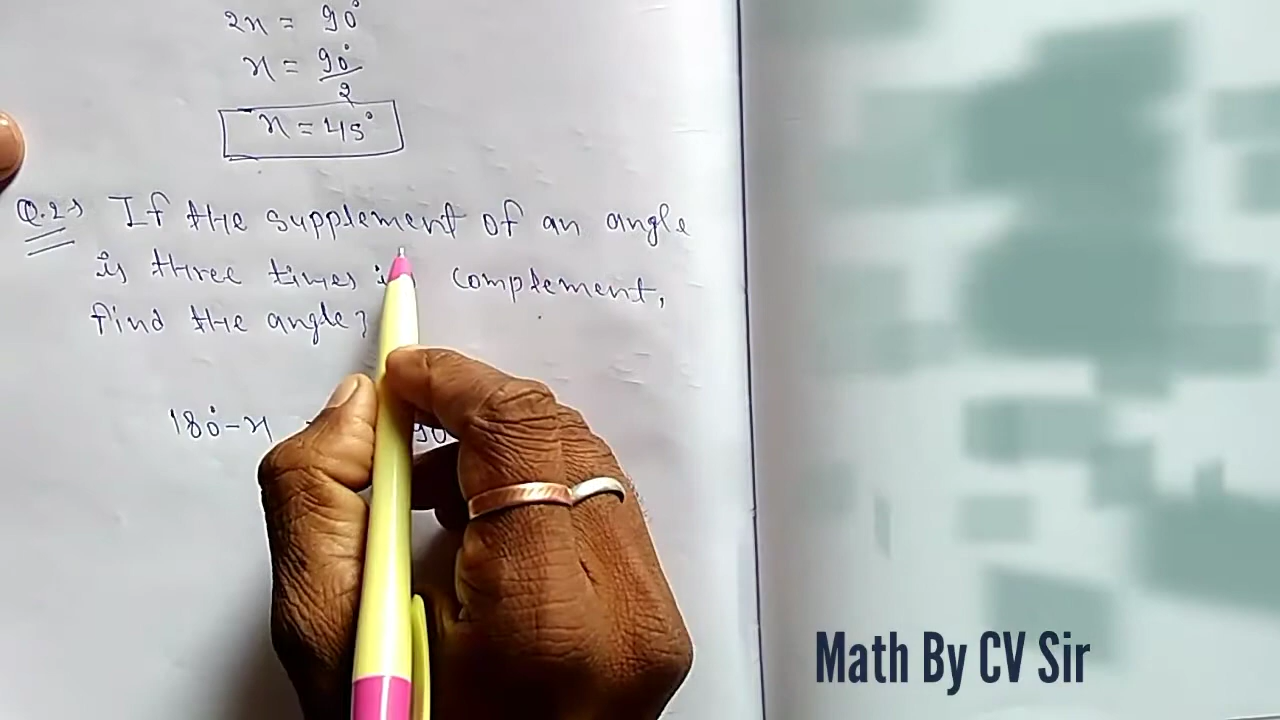 2x = 90°
x = 90°/2
x = 45°
Q.2) If the supplement of an angle
is three times complement,
find the angle?
180° - x 90
Math By CV Sir